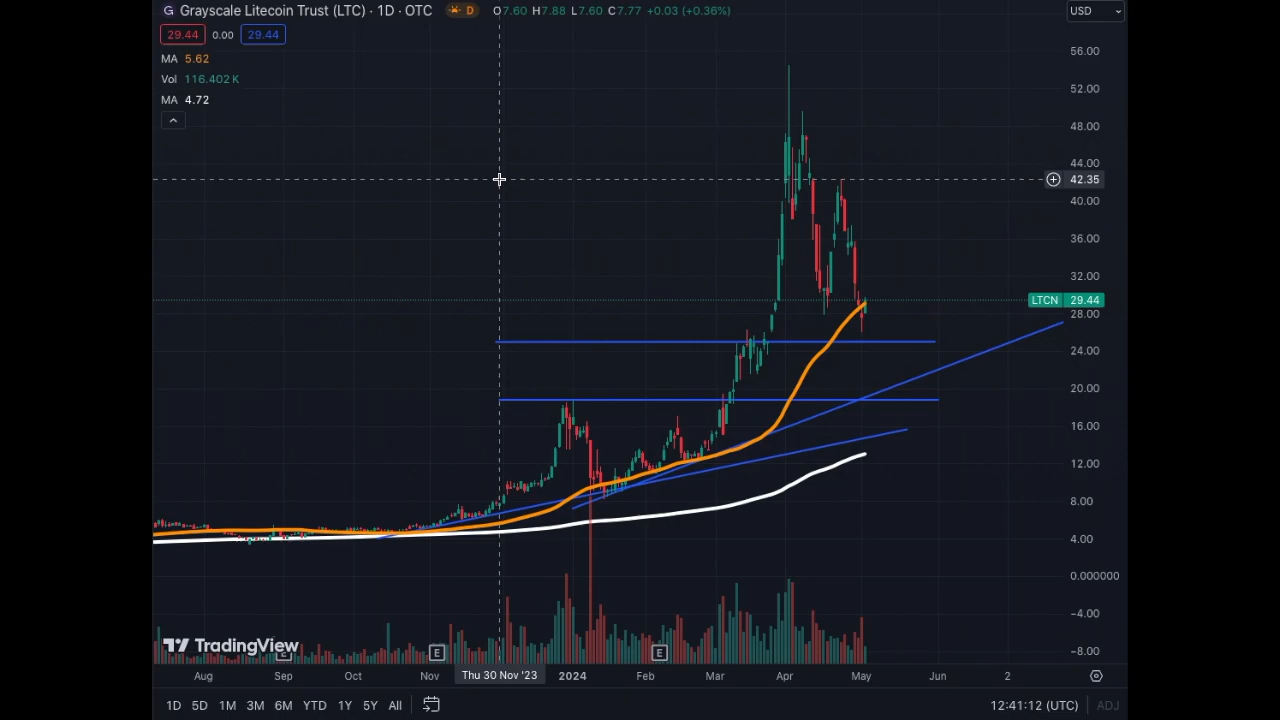 G Grayscale Litecoin Trust (LTC) · 1D · OTC D O7.60 H7.88 L7.60 C7.77 +0.03 (+0.36%) USD
29.44 0.00 29.44
MA 5.62
Vol 116.402 K
MA 4.72
56.00
52.00
48.00
44.00
42.35
40.00
36.00
32.00
LTCN 29.44
28.00
24.00
20.00
16.00
12.00
8.00
4.00
0.000000
−4.00
−8.00
TradingView
E E E
Aug Sep Oct Nov Thu 30 Nov '23 2024 Feb Mar Apr May Jun 2
1D 5D 1M 3M 6M YTD 1Y 5Y All 12:41:12 (UTC) ADJ